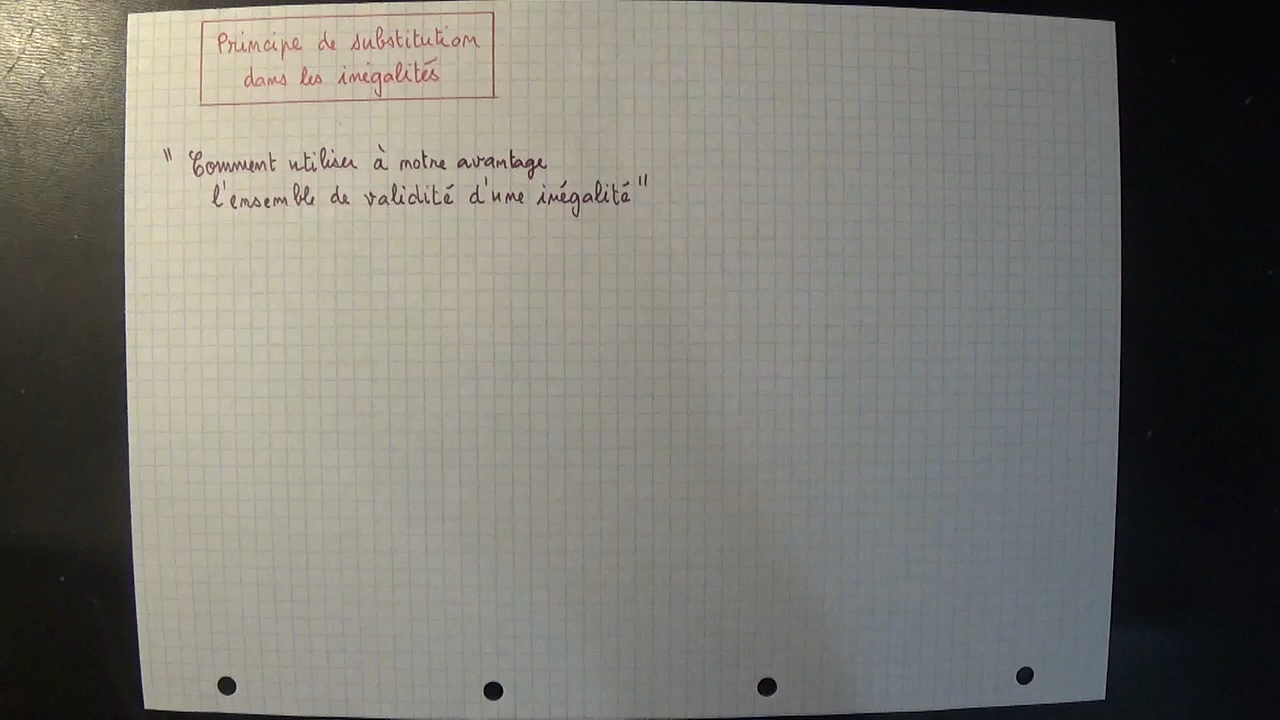 Principe de substitution
dans les inégalités
" Comment utiliser à notre avantage
l'ensemble de validité d'une inégalité "